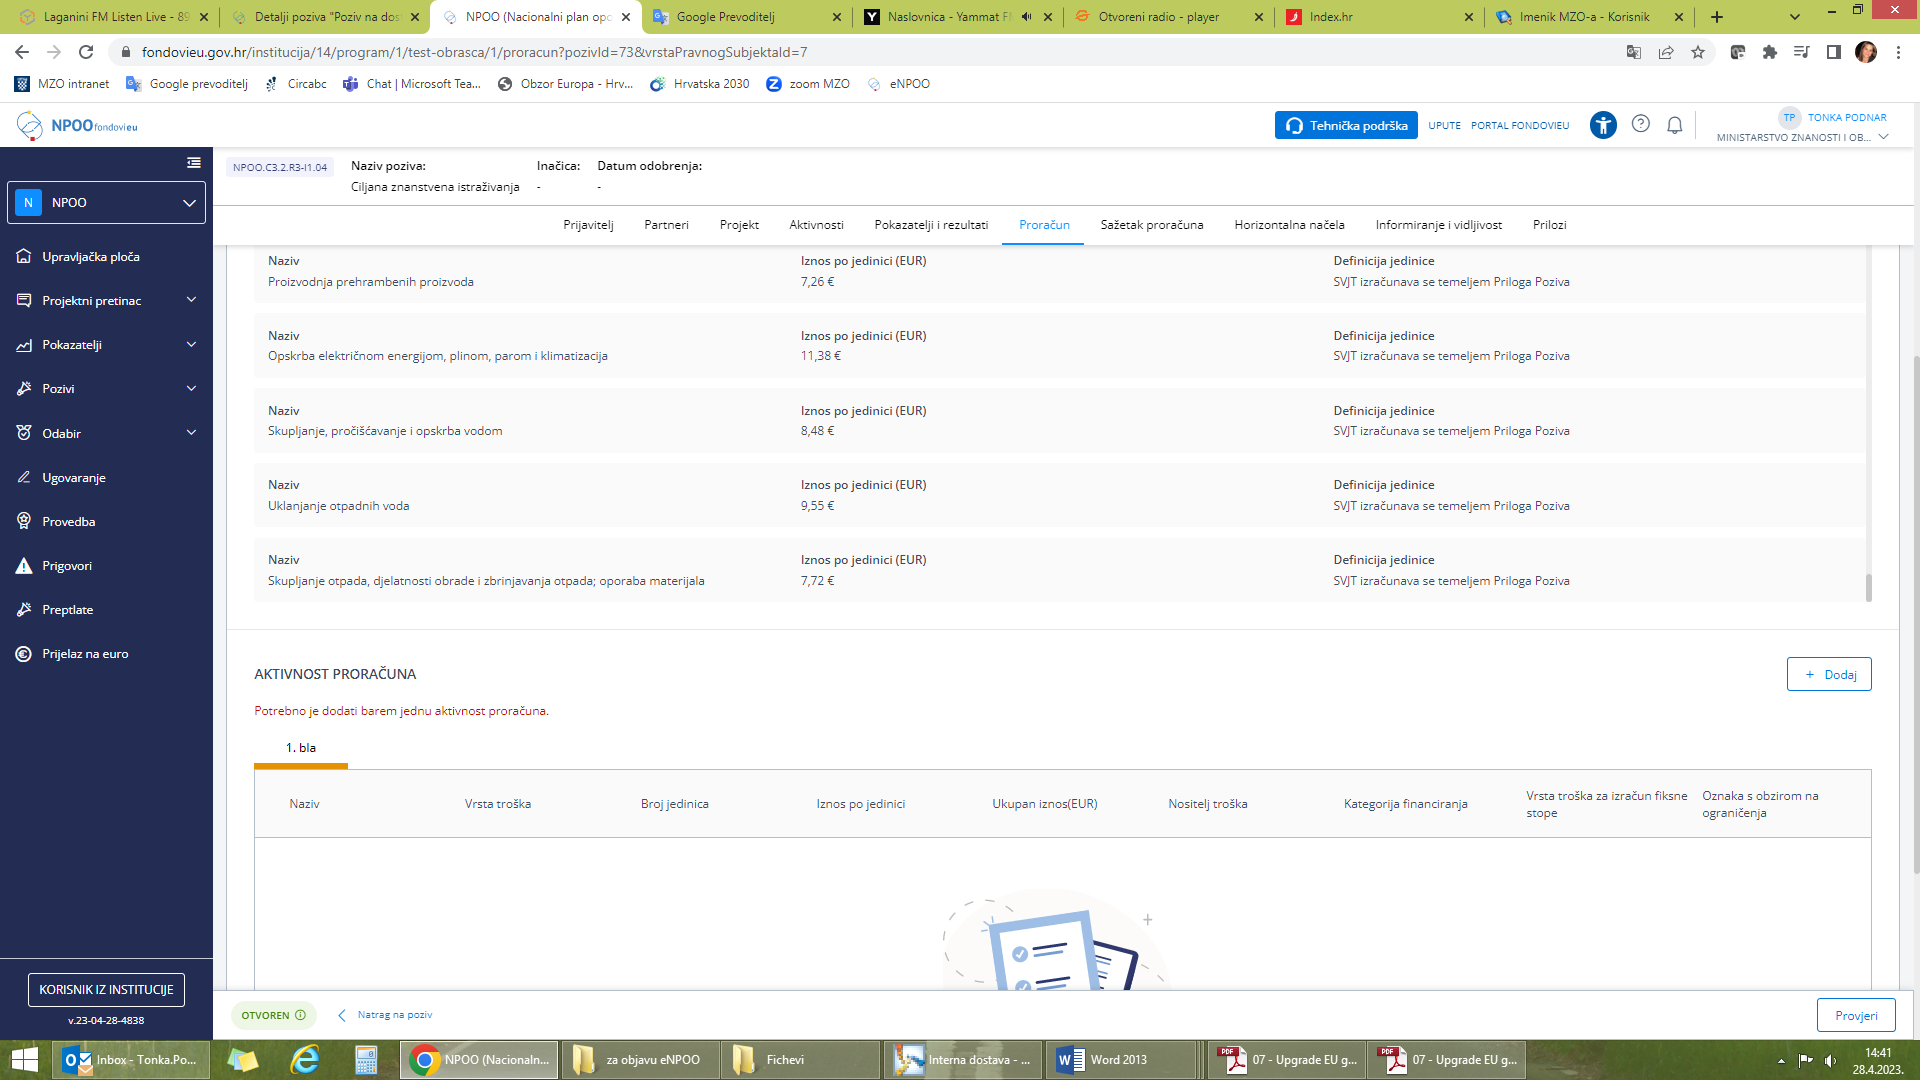 Laganini FM Listen Live - 89
Detalji poziva "Poziv na dos
NPOO (Nacionalni plan opo
Google Prevoditelj
Naslovnica - Yammat F
Otvoreni radio - player
Index.hr
Imenik MZO-a - Korisnik
fondovieu.gov.hr/institucija/14/program/1/test-obrasca/1/proracun?pozivId=73&vrstaPravnogSubjektaId=7
MZO intranet
Google prevoditelj
Circabc
Chat | Microsoft Tea...
Obzor Europa - Hrv...
Hrvatska 2030
zoom MZO
eNPOO
NPOO fondovieu
Tehnička podrška
UPUTE
PORTAL FONDOVIEU
TP
TONKA PODNAR
MINISTARSTVO ZNANOSTI I OB...
N
NPOO
Upravljačka ploča
Projektni pretinac
Pokazatelji
Pozivi
Odabir
Ugovaranje
Provedba
Prigovori
Preptlate
Prijelaz na euro
KORISNIK IZ INSTITUCIJE
v.23-04-28-4838
NPOO.C3.2.R3-I1.04
Naziv poziva:
Ciljana znanstvena istraživanja
Inačica:
-
Datum odobrenja:
-
Prijavitelj
Partneri
Projekt
Aktivnosti
Pokazatelji i rezultati
Proračun
Sažetak proračuna
Horizontalna načela
Informiranje i vidljivost
Prilozi
Naziv
Proizvodnja prehrambenih proizvoda
Iznos po jedinici (EUR)
7,26 €
Definicija jedinice
SVJT izračunava se temeljem Priloga Poziva
Naziv
Opskrba električnom energijom, plinom, parom i klimatizacija
Iznos po jedinici (EUR)
11,38 €
Definicija jedinice
SVJT izračunava se temeljem Priloga Poziva
Naziv
Skupljanje, pročišćavanje i opskrba vodom
Iznos po jedinici (EUR)
8,48 €
Definicija jedinice
SVJT izračunava se temeljem Priloga Poziva
Naziv
Uklanjanje otpadnih voda
Iznos po jedinici (EUR)
9,55 €
Definicija jedinice
SVJT izračunava se temeljem Priloga Poziva
Naziv
Skupljanje otpada, djelatnosti obrade i zbrinjavanja otpada; oporaba materijala
Iznos po jedinici (EUR)
7,72 €
Definicija jedinice
SVJT izračunava se temeljem Priloga Poziva
AKTIVNOST PRORAČUNA
+ Dodaj
Potrebno je dodati barem jednu aktivnost proračuna.
1. bla
Naziv
Vrsta troška
Broj jedinica
Iznos po jedinici
Ukupan iznos(EUR)
Nositelj troška
Kategorija financiranja
Vrsta troška za izračun fiksne
stope
Oznaka s obzirom na
ograničenja
OTVOREN
Natrag na poziv
Provjeri
Inbox - Tonka.Po...
NPOO (Nacionaln...
za objavu eNPOO
Fichevi
Interna dostava - ...
Word 2013
07 - Upgrade EU g...
07 - Upgrade EU g...
14:41
28.4.2023.